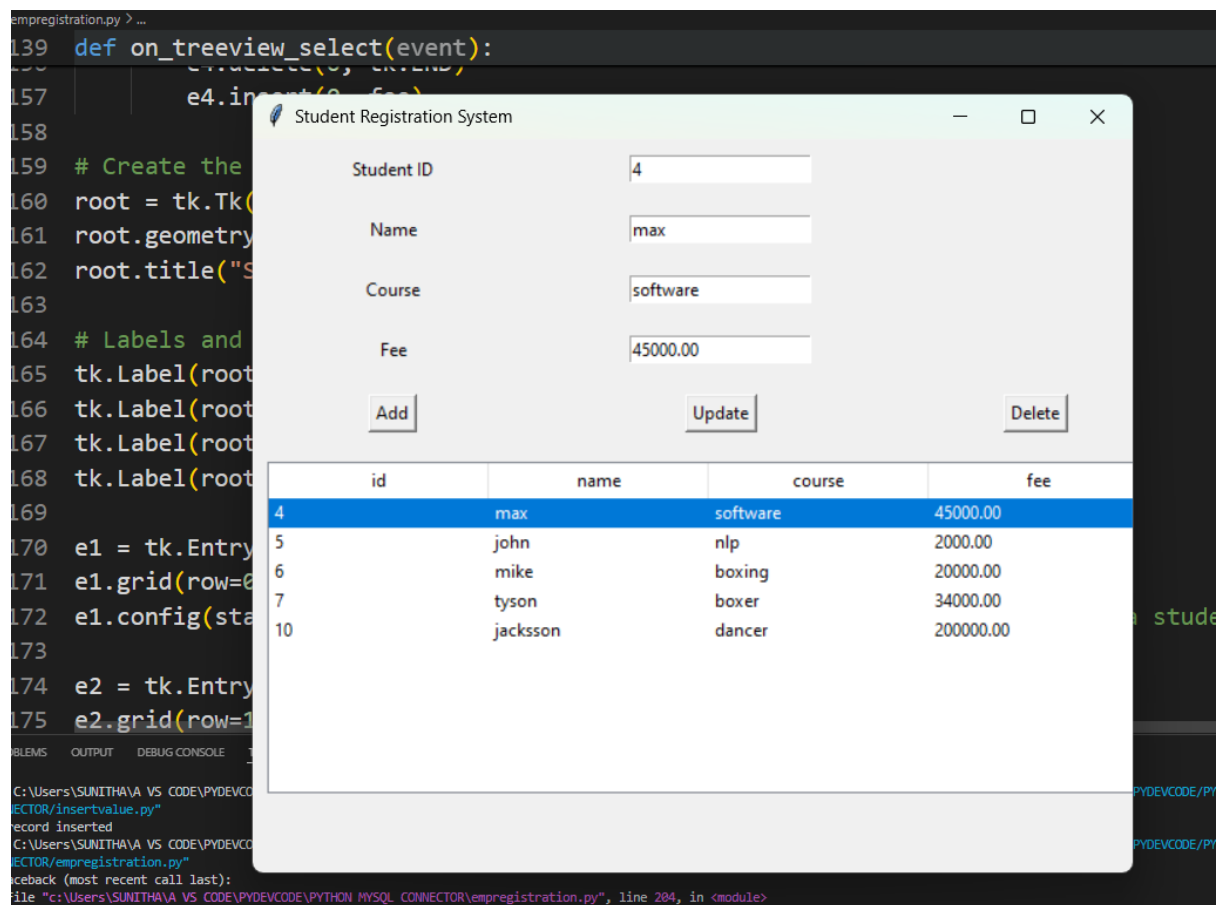 empregistration.py > ...
139 def on_treeview_select(event):
157 e4.in
158
159 # Create the
160 root = tk.Tk(
161 root.geometry
162 root.title("S
163
164 # Labels and
165 tk.Label(root
166 tk.Label(root
167 tk.Label(root
168 tk.Label(root
169
170 e1 = tk.Entry
171 e1.grid(row=0
172 e1.config(sta
stude
173
174 e2 = tk.Entry
175 e2.grid(row=1
Student Registration System
Student ID 4
Name max
Course software
Fee 45000.00
Add Update Delete
id name course fee
4 max software 45000.00
5 john nlp 2000.00
6 mike boxing 20000.00
7 tyson boxer 34000.00
10 jacksson dancer 200000.00
BLEMS OUTPUT DEBUG CONSOLE
C:\Users\SUNITHA\A VS CODE\PYDEVCO PYDEVCODE/PY
NECTOR/insertvalue.py"
record inserted
C:\Users\SUNITHA\A VS CODE\PYDEVCO PYDEVCODE/PY
NECTOR/empregistration.py"
aceback (most recent call last):
File "c:\Users\SUNITHA\A VS CODE\PYDEVCODE\PYTHON MYSQL CONNECTOR\empregistration.py", line 204, in <module>